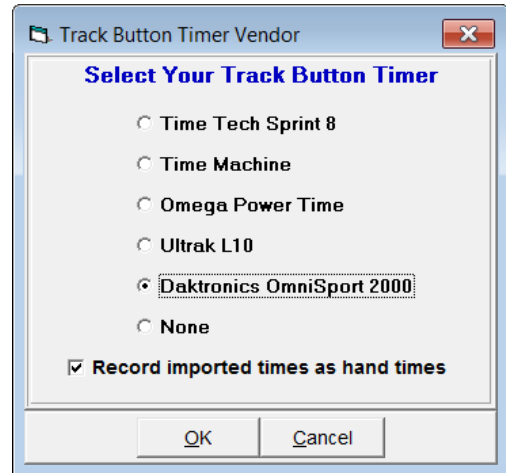 Track Button Timer Vendor
Select Your Track Button Timer
Time Tech Sprint 8
Time Machine
Omega Power Time
Ultrak L10
Daktronics OmniSport 2000
None
Record imported times as hand times
OK Cancel